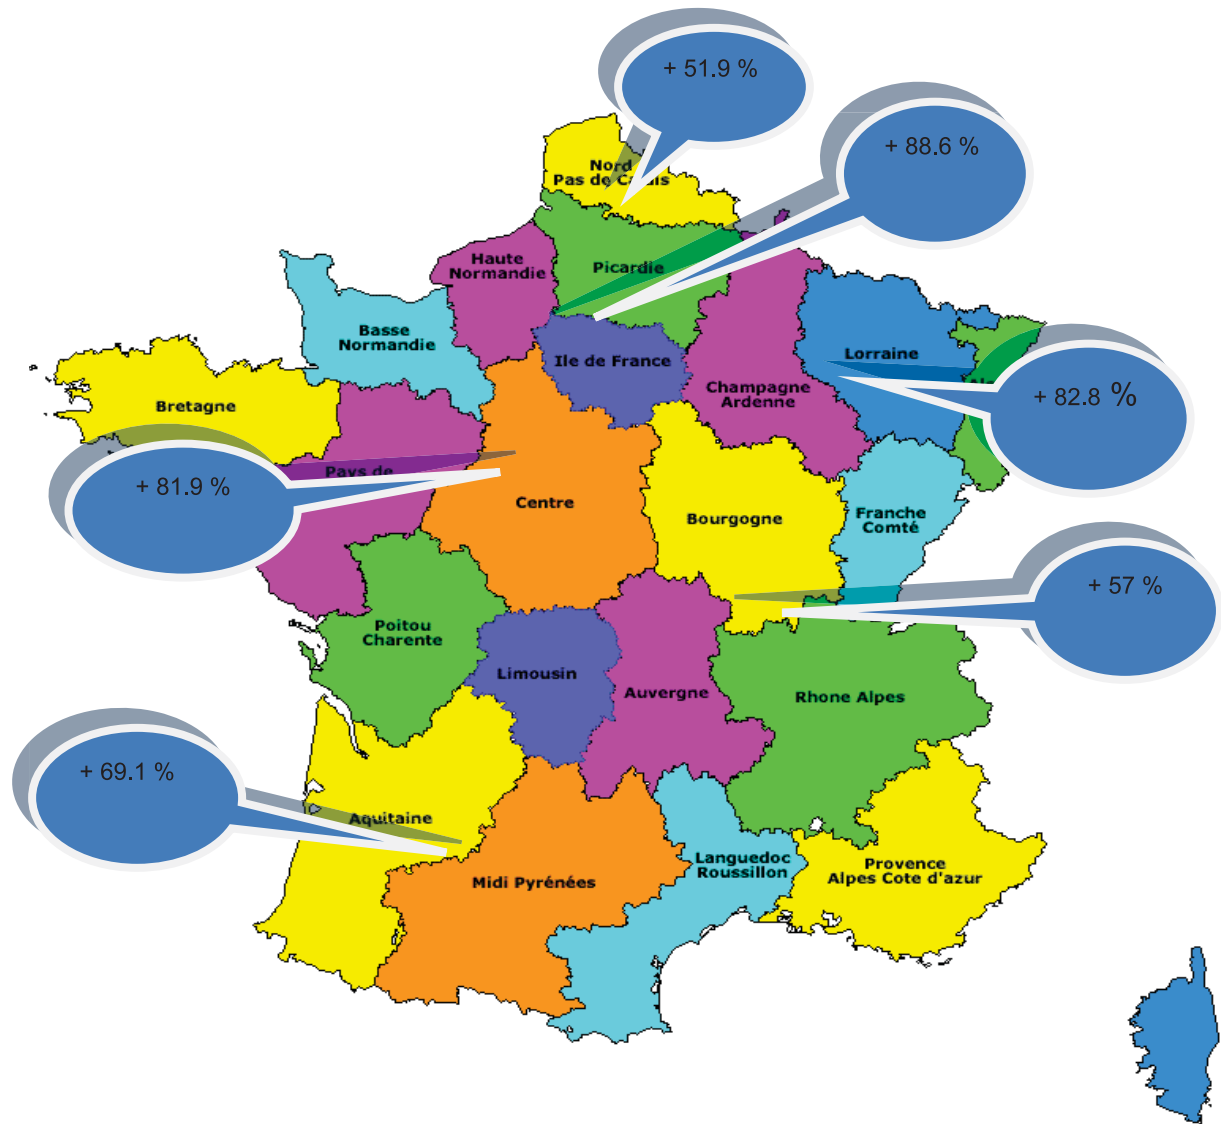 + 51.9 %
+ 88.6 %
Nord
Pas de Calais
Haute
Normandie
Picardie
Basse
Normandie
Ile de France
Lorraine
Champagne
Ardenne
+ 82.8 %
Bretagne
Pays de
+ 81.9 %
Centre
Bourgogne
Franche
Comté
+ 57 %
Poitou
Charente
Limousin
Auvergne
Rhone Alpes
+ 69.1 %
Aquitaine
Midi Pyrénées
Languedoc
Roussillon
Provence
Alpes Cote d'azur